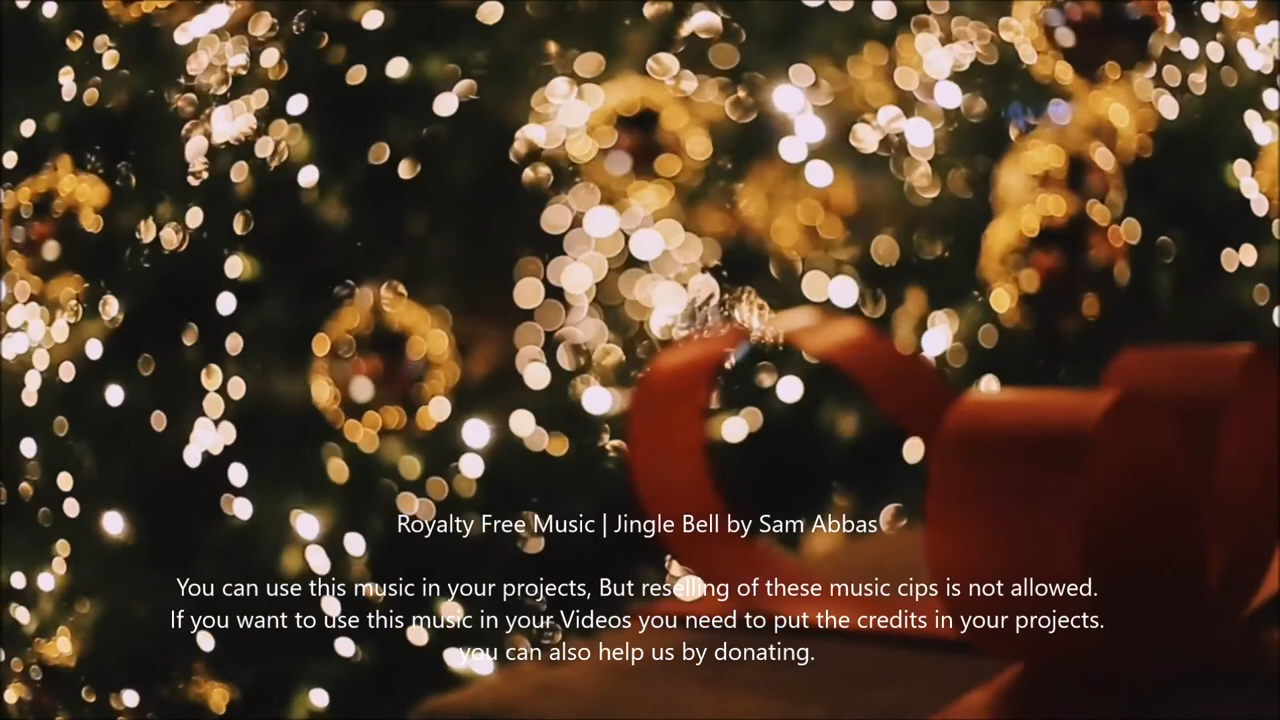 Royalty Free Music | Jingle Bell by Sam Abbas
You can use this music in your projects, But reselling of these music cips is not allowed.
If you want to use this music in your Videos you need to put the credits in your projects.
you can also help us by donating.